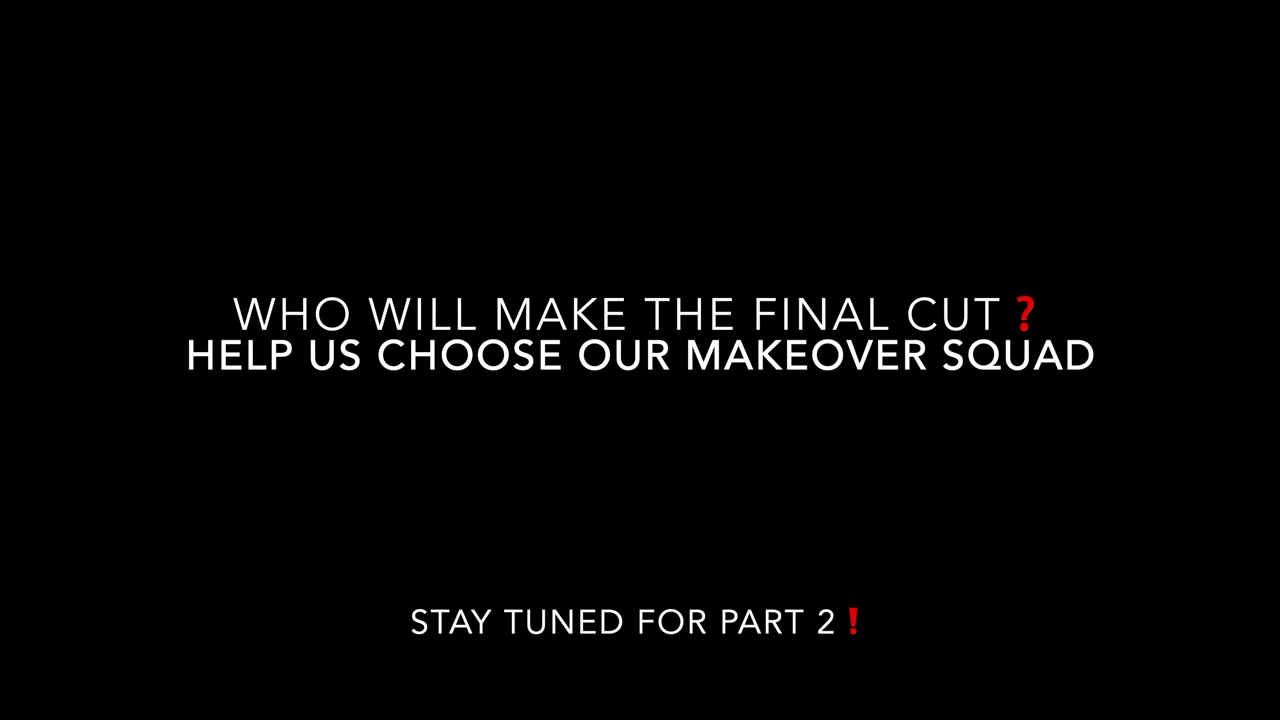 WHO WILL MAKE THE FINAL CUT ❓
HELP US CHOOSE OUR MAKEOVER SQUAD
STAY TUNED FOR PART 2 ❗